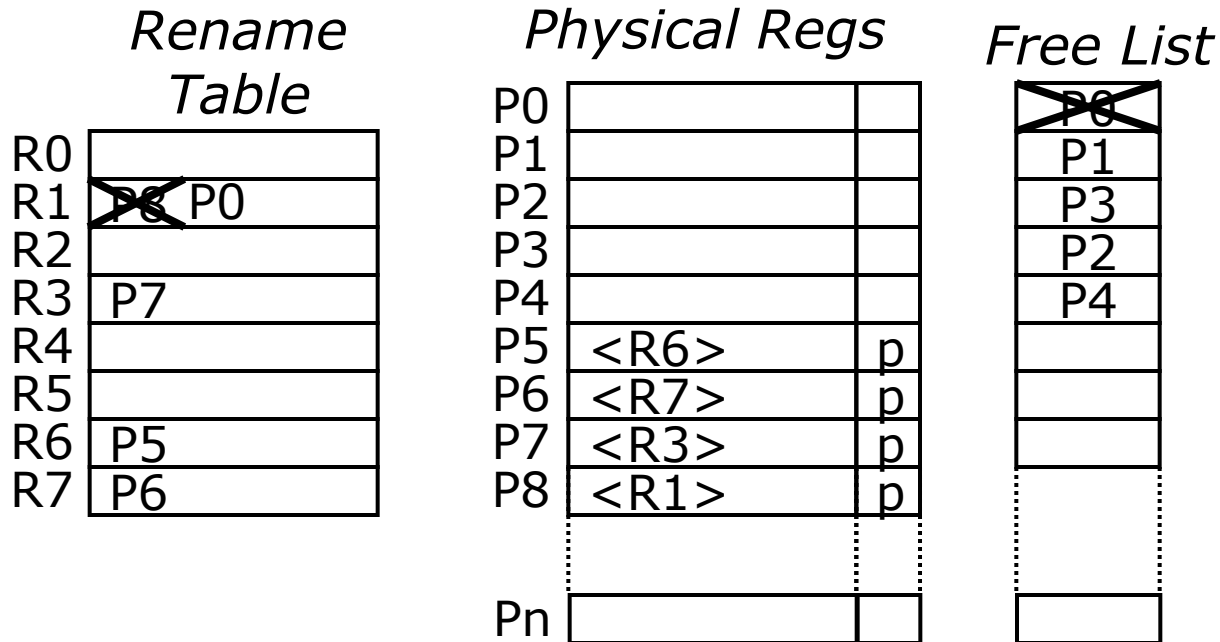 Rename
Table
R0
R1 P8 P0
R2
R3 P7
R4
R5
R6 P5
R7 P6
Physical Regs
P0
P1
P2
P3
P4
P5 <R6> p
P6 <R7> p
P7 <R3> p
P8 <R1> p
Pn
Free List
P0
P1
P3
P2
P4